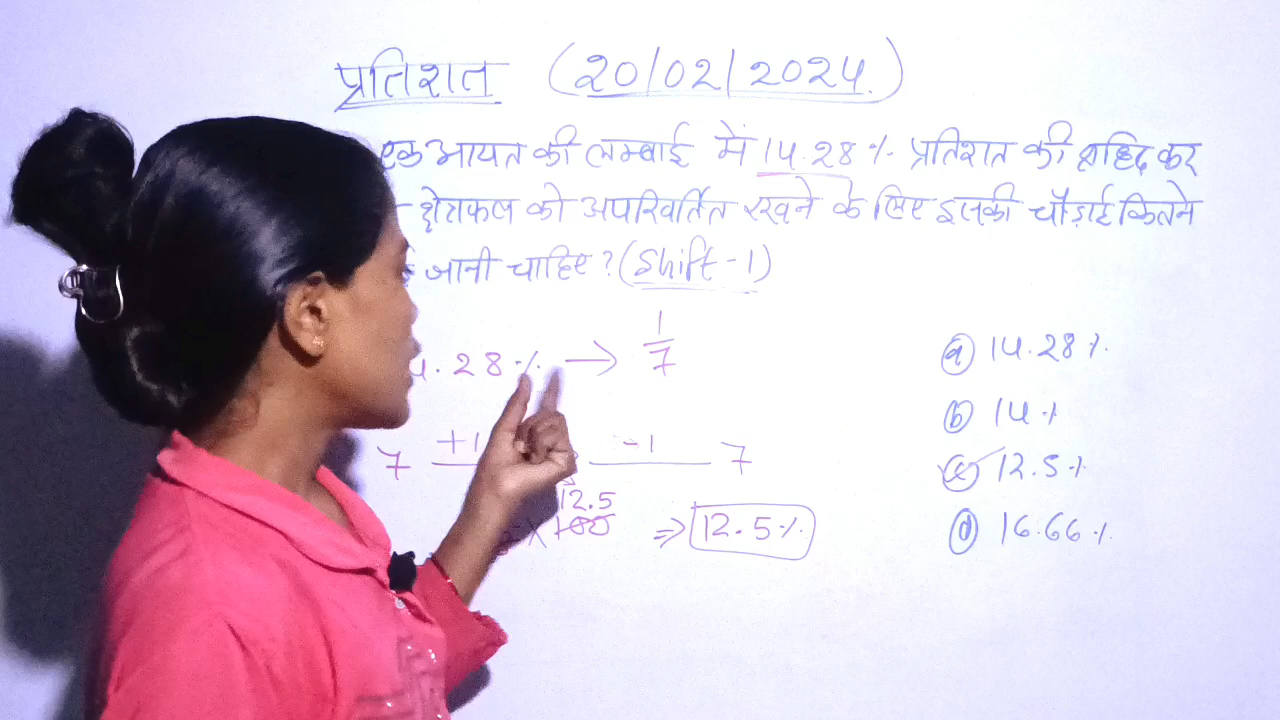 प्रतिशत (20/02/2024.)
एक आयत की लम्बाई में 14.28% प्रतिशत की वृद्धि कर
क्षेत्रफल को अपरिवर्तित रखने के लिए इसकी चौड़ाई कितने
जानी चाहिए? (Shift-1)
4.28% → 1/7
7 +1 -1 7
12.5
×100 ⇒ 12.5%
(a) 14.28%
(b) 14%
(c) 12.5%
(d) 16.66%